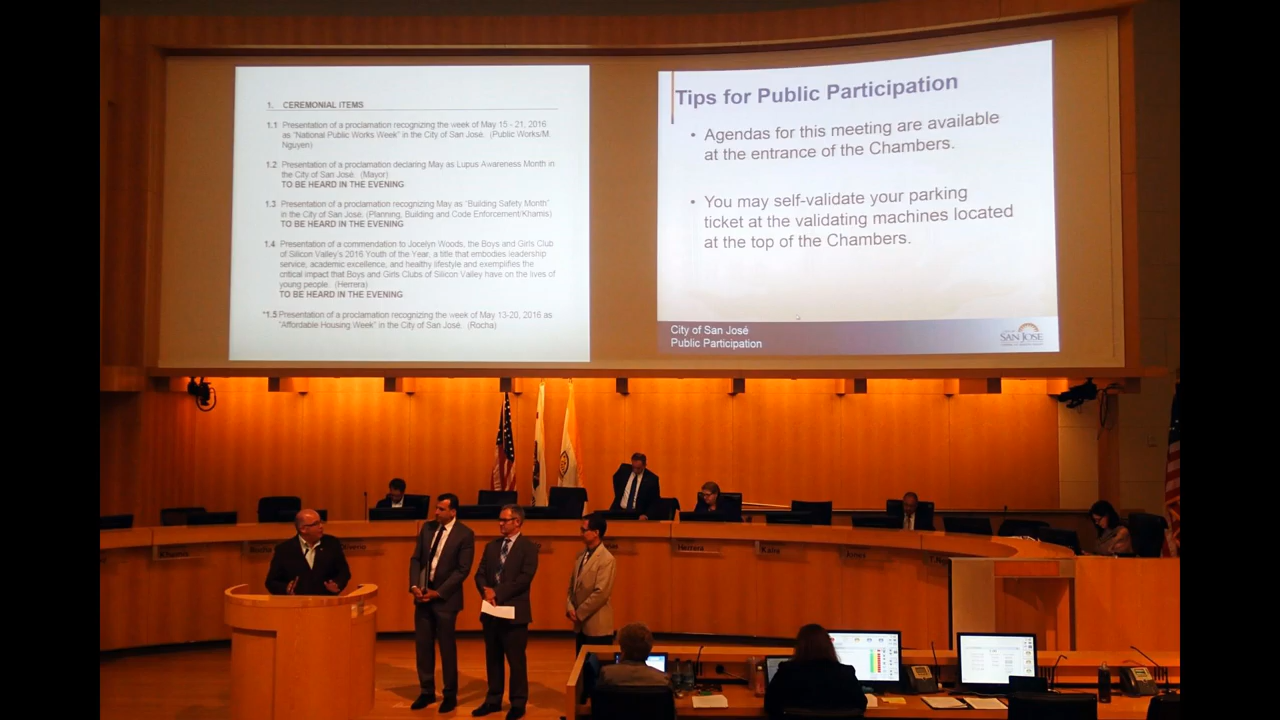 1. CEREMONIAL ITEMS
1.1 Presentation of a proclamation recognizing the week of May 15 - 21, 2016
as "National Public Works Week" in the City of San José. (Public Works/M.
Nguyen)
1.2 Presentation of a proclamation declaring May as Lupus Awareness Month in
the City of San José. (Mayor)
TO BE HEARD IN THE EVENING
1.3 Presentation of a proclamation recognizing May as "Building Safety Month"
in the City of San José. (Planning, Building and Code Enforcement/Khamis)
TO BE HEARD IN THE EVENING
1.4 Presentation of a commendation to Jocelyn Woods, the Boys and Girls Club
of Silicon Valley's 2016 Youth of the Year, a title that embodies leadership
service, academic excellence, and healthy lifestyle and exemplifies the
critical impact that Boys and Girls Clubs of Silicon Valley have on the lives of
young people. (Herrera)
TO BE HEARD IN THE EVENING
*1.5 Presentation of a proclamation recognizing the week of May 13-20, 2016 as
"Affordable Housing Week" in the City of San José. (Rocha)
Tips for Public Participation
• Agendas for this meeting are available
at the entrance of the Chambers.
• You may self-validate your parking
ticket at the validating machines located
at the top of the Chambers.
City of San José
Public Participation
SAN JOSE
Khamis
Rocha
Herrera
Kalra
Jones